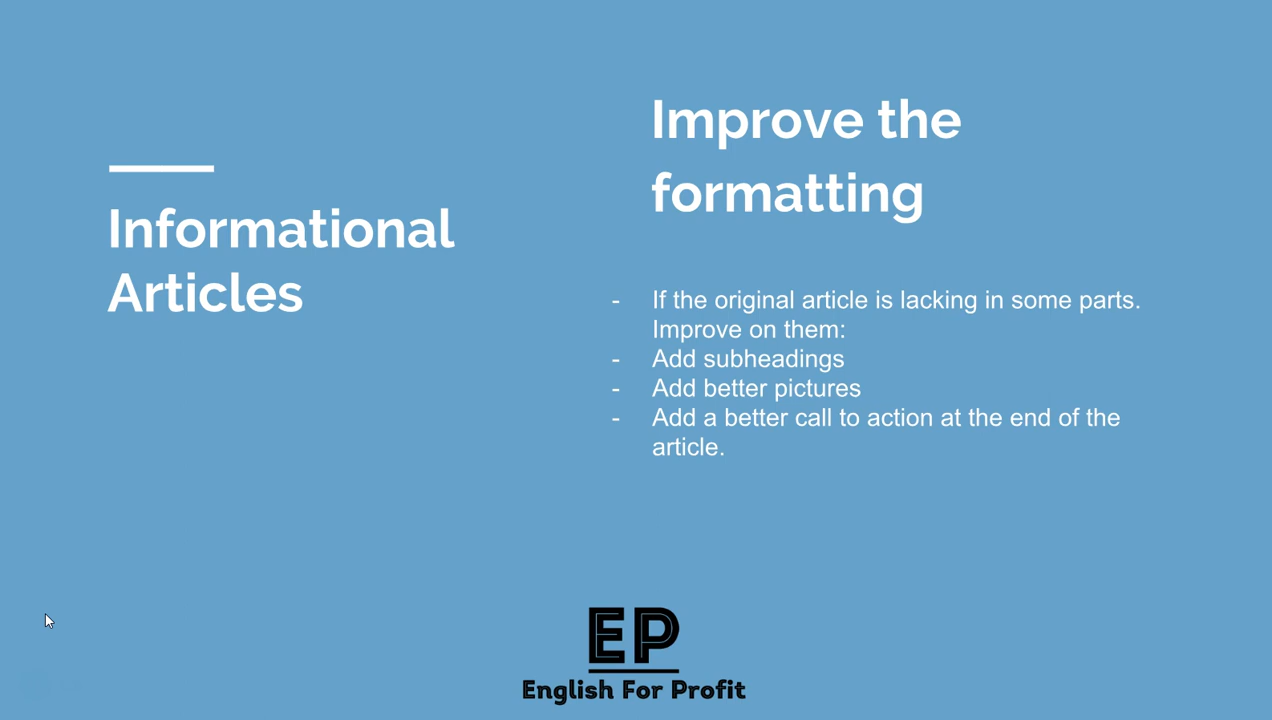 Informational
Articles
Improve the
formatting
- If the original article is lacking in some parts.
Improve on them:
- Add subheadings
- Add better pictures
- Add a better call to action at the end of the
article.
EP
English For Profit